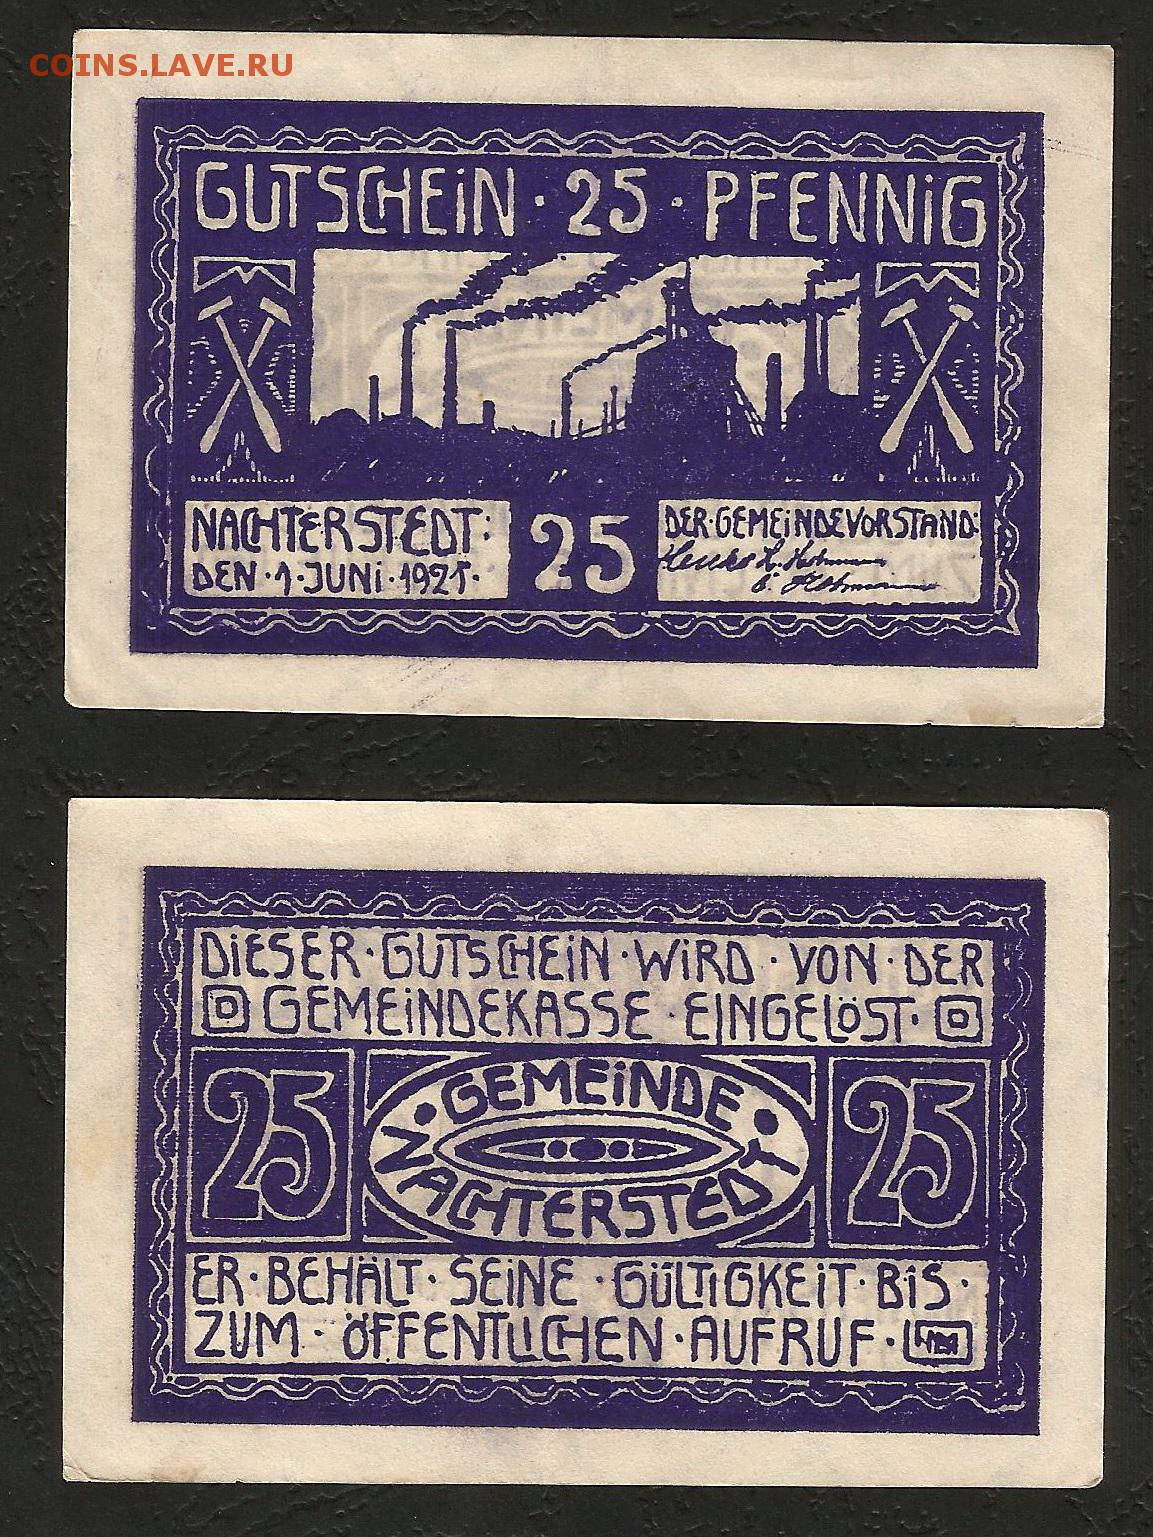 COINS.LAVE.RU
GUTSCHEIN · 25 · PFENNIG
NACHTERSTEDT:
DEN · 1 · JUNI · 1921 ·
25
DER · GEMEINDEVORSTAND:
DIESER · GUTSCHEIN · WIRD · VON · DER
GEMEINDEKASSE · EINGELÖST ·
25
· GEMEINDE ·
NACHTERSTEDT
25
ER · BEHÄLT · SEINE · GÜLTIGKEIT · BIS ·
ZUM · ÖFFENTLICHEN · AUFRUF ·